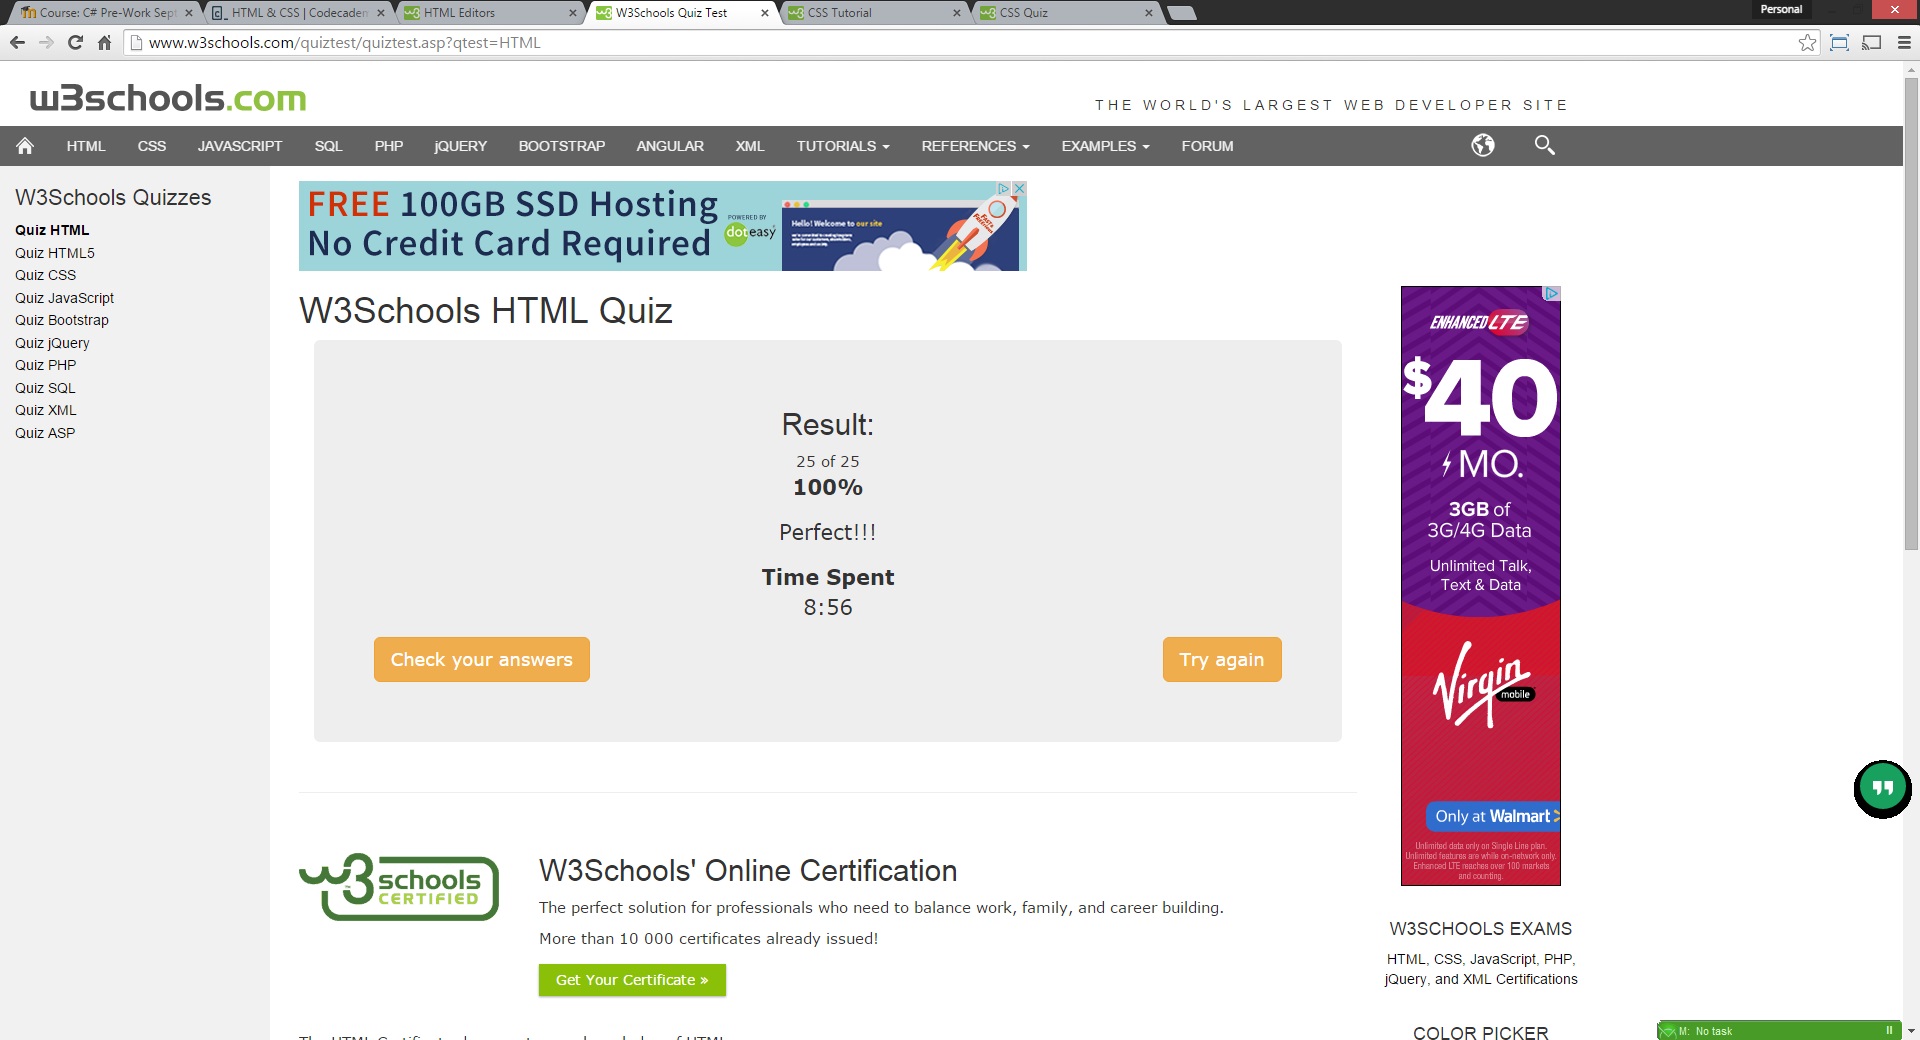 Course: C# Pre-Work Sept
HTML & CSS | Codecadem
HTML Editors
W3Schools Quiz Test
CSS Tutorial
CSS Quiz
Personal
www.w3schools.com/quiztest/quiztest.asp?qtest=HTML
w3schools.com
THE WORLD'S LARGEST WEB DEVELOPER SITE
HTML
CSS
JAVASCRIPT
SQL
PHP
jQUERY
BOOTSTRAP
ANGULAR
XML
TUTORIALS
REFERENCES
EXAMPLES
FORUM
W3Schools Quizzes
Quiz HTML
Quiz HTML5
Quiz CSS
Quiz JavaScript
Quiz Bootstrap
Quiz jQuery
Quiz PHP
Quiz SQL
Quiz XML
Quiz ASP
FREE 100GB SSD Hosting
No Credit Card Required
POWERED BY
doteasy
Hello! Welcome to our site
W3Schools HTML Quiz
Result:
25 of 25
100%
Perfect!!!
Time Spent
8:56
Check your answers
Try again
W3 schools
CERTIFIED
W3Schools' Online Certification
The perfect solution for professionals who need to balance work, family, and career building.
More than 10 000 certificates already issued!
Get Your Certificate »
ENHANCED LTE
$40
MO.
3GB of
3G/4G Data
Unlimited Talk,
Text & Data
Virgin
mobile
Only at Walmart >
Unlimited data only on Single Line plan.
Unlimited features are while on-network only.
Enhanced LTE reaches over 100 markets
and counting.
W3SCHOOLS EXAMS
HTML, CSS, JavaScript, PHP,
jQuery, and XML Certifications
COLOR PICKER
M: No task